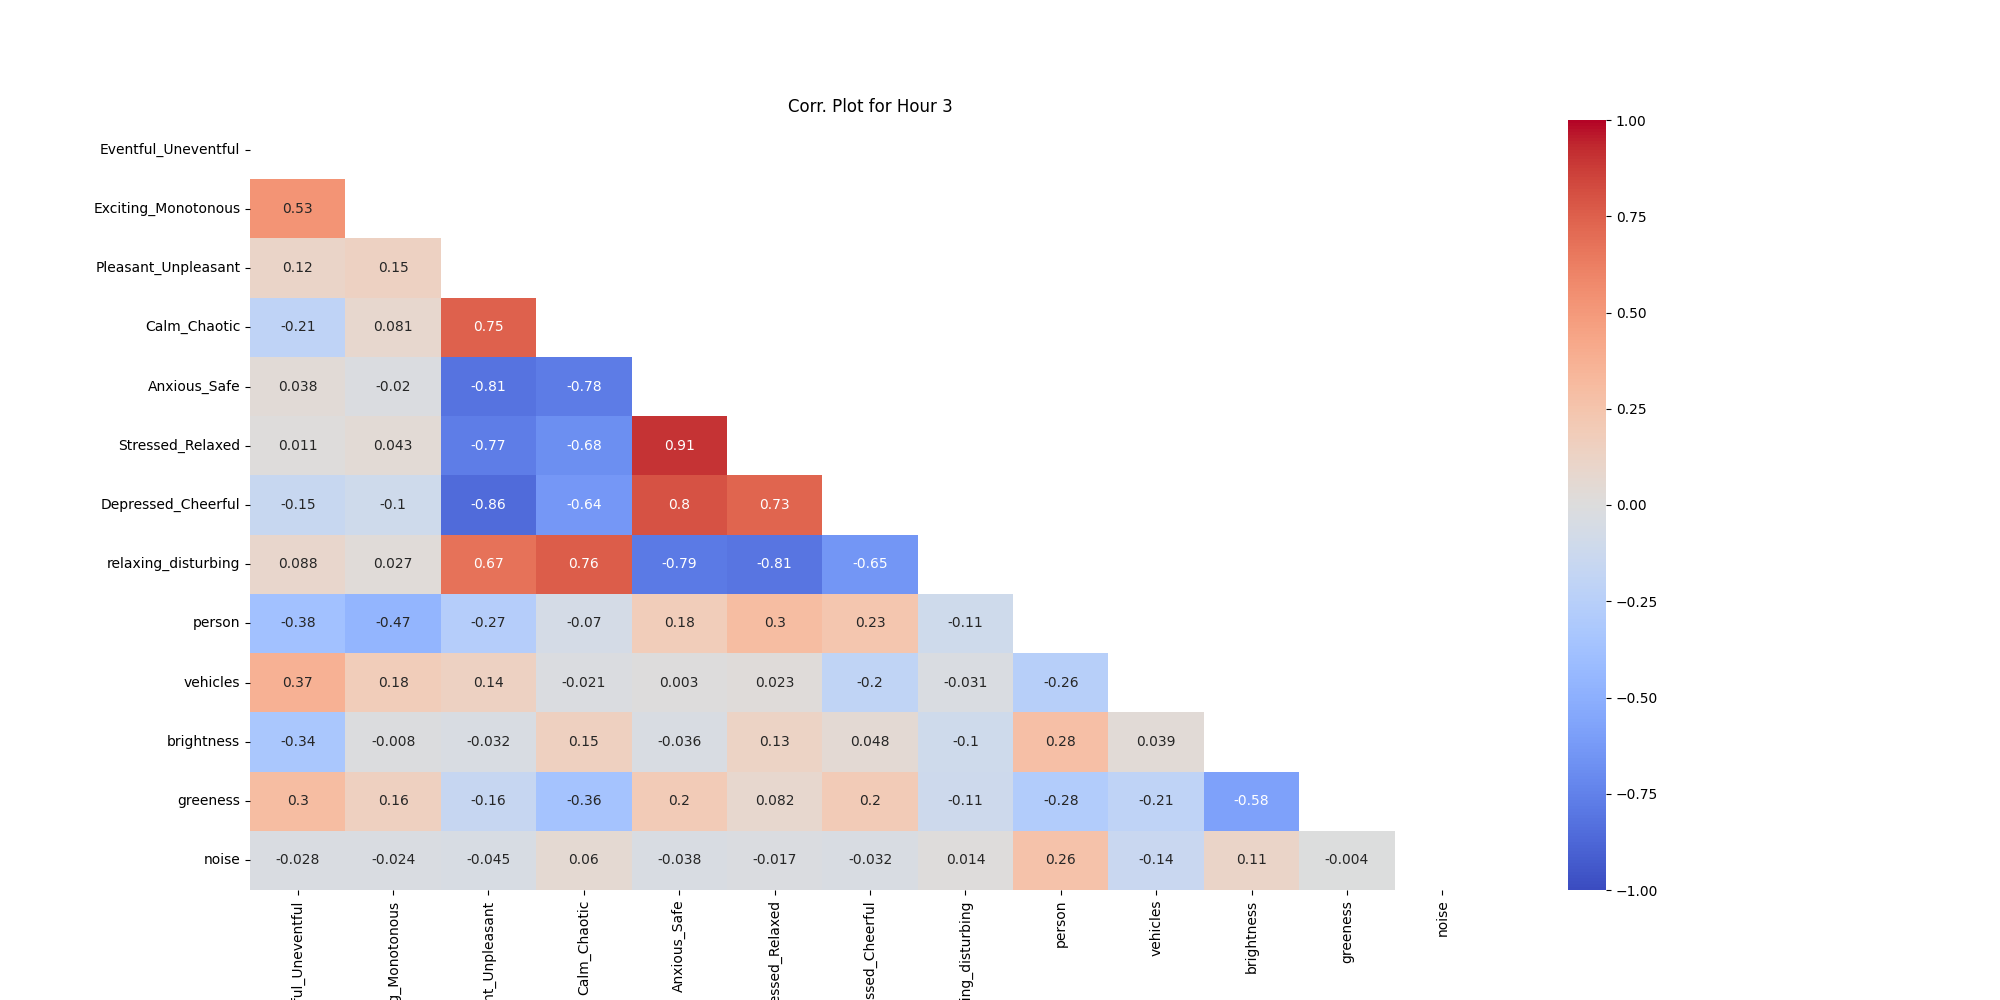 Corr. Plot for Hour 3
Eventful_Uneventful
Exciting_Monotonous 0.53
Pleasant_Unpleasant 0.12 0.15
Calm_Chaotic -0.21 0.081 0.75
Anxious_Safe 0.038 -0.02 -0.81 -0.78
Stressed_Relaxed 0.011 0.043 -0.77 -0.68 0.91
Depressed_Cheerful -0.15 -0.1 -0.86 -0.64 0.8 0.73
relaxing_disturbing 0.088 0.027 0.67 0.76 -0.79 -0.81 -0.65
person -0.38 -0.47 -0.27 -0.07 0.18 0.3 0.23 -0.11
vehicles 0.37 0.18 0.14 -0.021 0.003 0.023 -0.2 -0.031 -0.26
brightness -0.34 -0.008 -0.032 0.15 -0.036 0.13 0.048 -0.1 0.28 0.039
greeness 0.3 0.16 -0.16 -0.36 0.2 0.082 0.2 -0.11 -0.28 -0.21 -0.58
noise -0.028 -0.024 -0.045 0.06 -0.038 -0.017 -0.032 0.014 0.26 -0.14 0.11 -0.004
ful_Uneventful
g_Monotonous
nt_Unpleasant
Calm_Chaotic
Anxious_Safe
essed_Relaxed
ssed_Cheerful
ing_disturbing
person
vehicles
brightness
greeness
noise
1.00
0.75
0.50
0.25
0.00
−0.25
−0.50
−0.75
−1.00